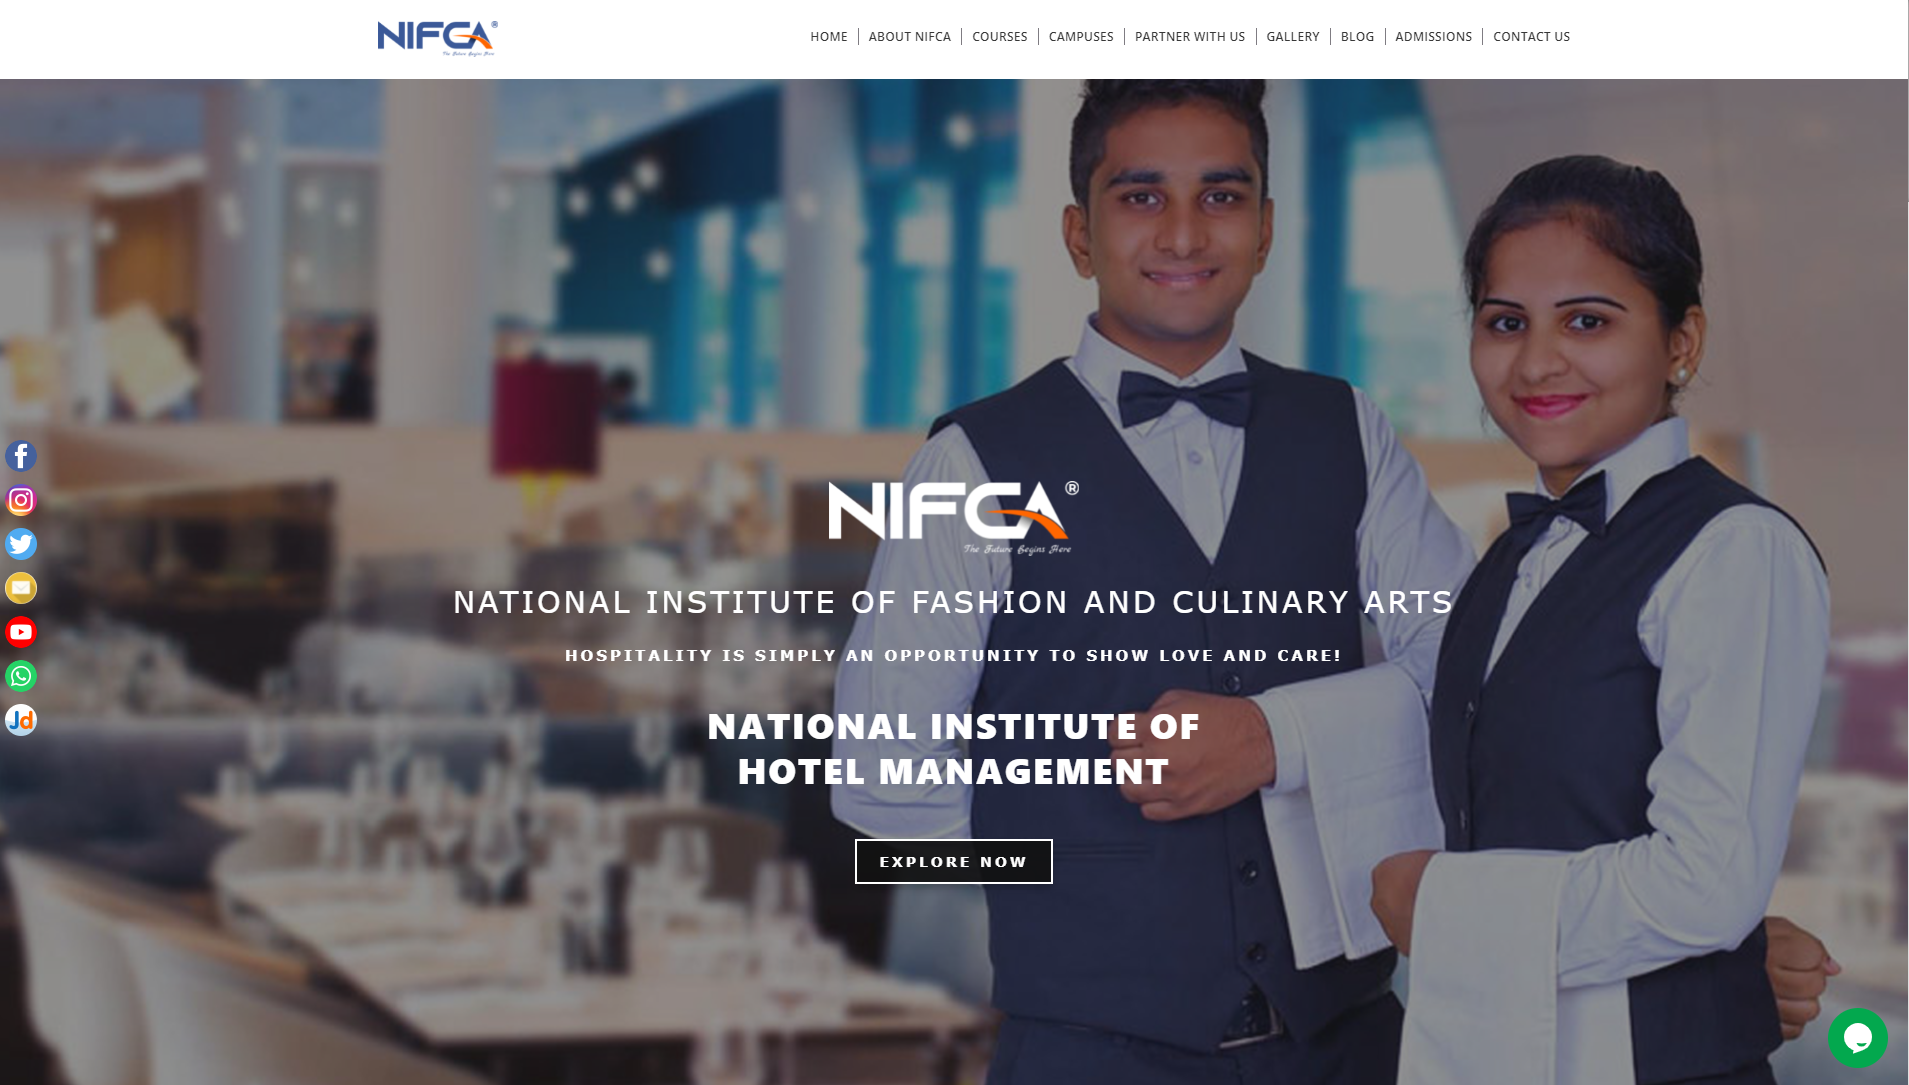 NIFCA®
The Future Begins Here
HOME
ABOUT NIFCA
COURSES
CAMPUSES
PARTNER WITH US
GALLERY
BLOG
ADMISSIONS
CONTACT US
NIFCA®
The Future Begins Here
NATIONAL INSTITUTE OF FASHION AND CULINARY ARTS
HOSPITALITY IS SIMPLY AN OPPORTUNITY TO SHOW LOVE AND CARE!
NATIONAL INSTITUTE OF
HOTEL MANAGEMENT
EXPLORE NOW
Jd